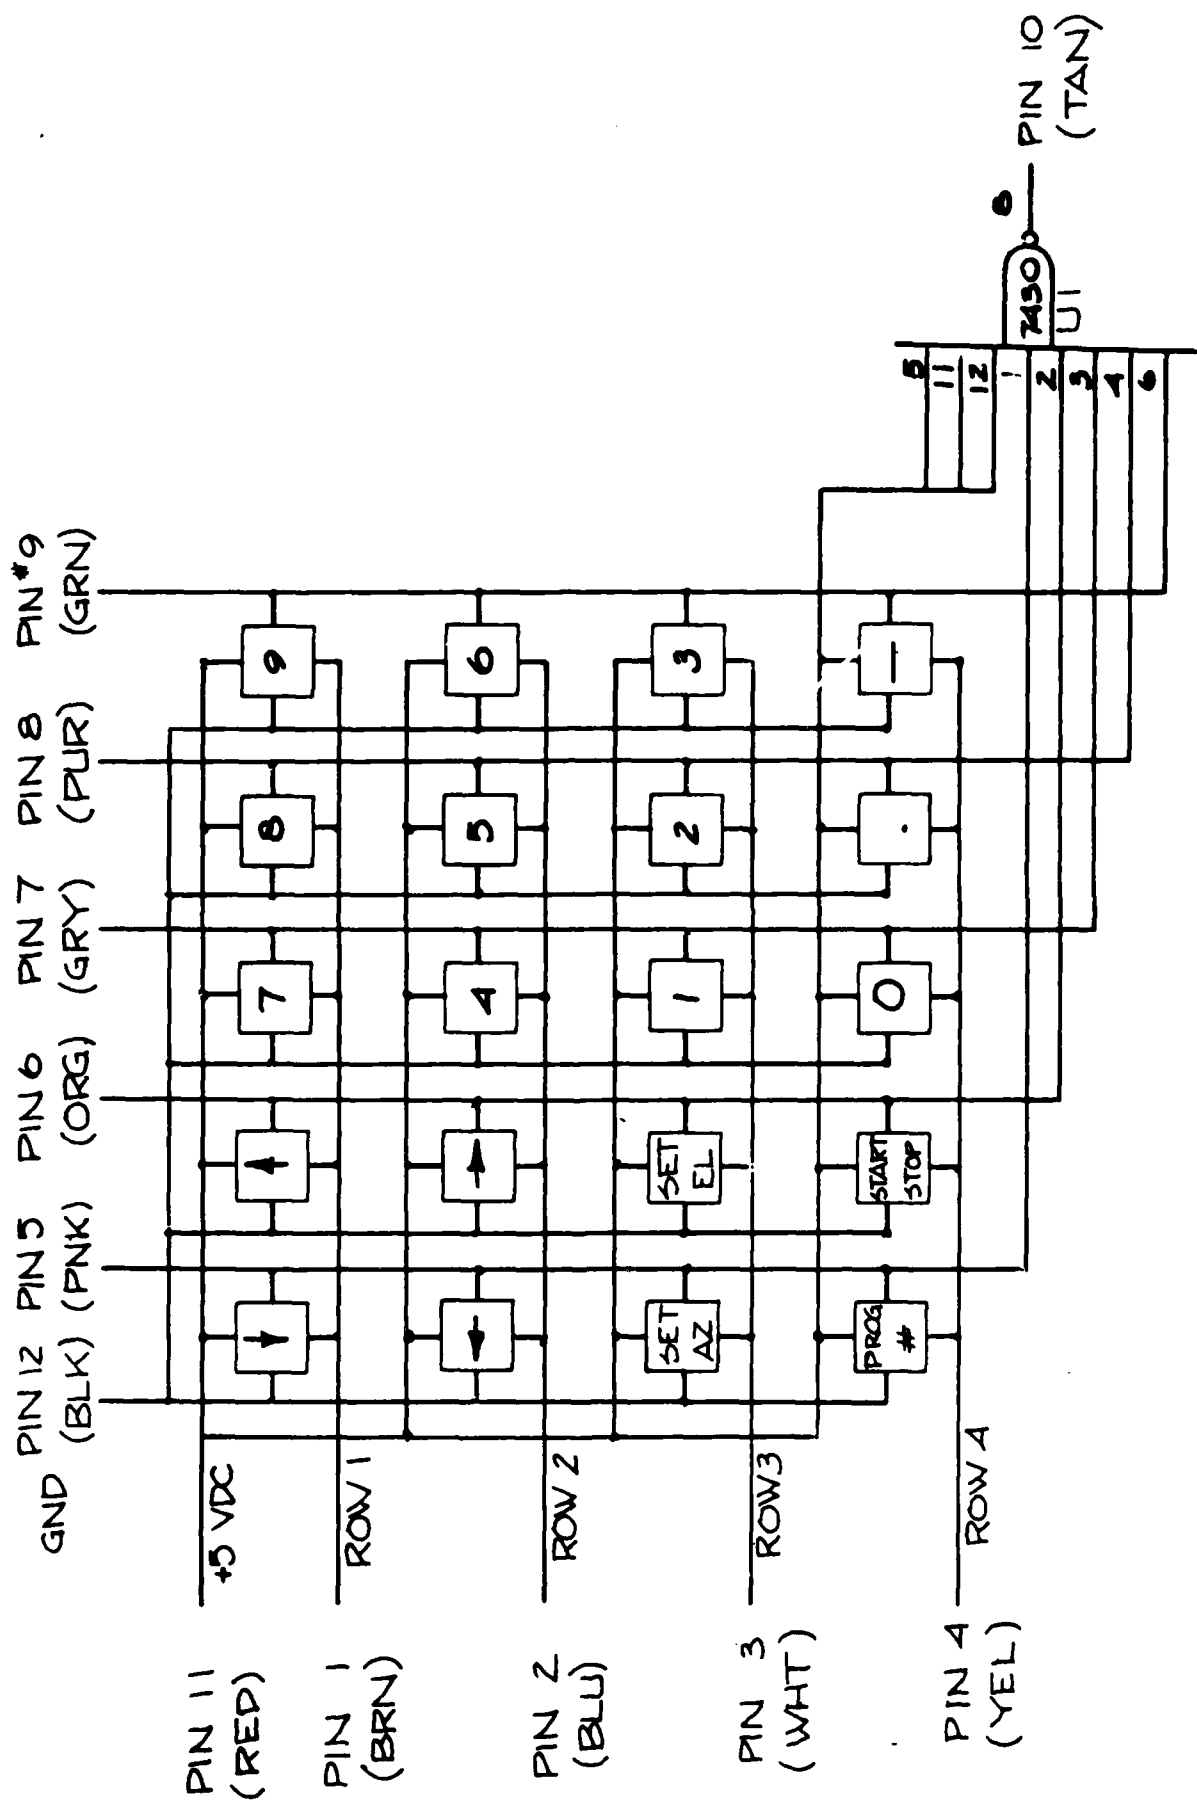 PIN 12 PIN 5 PIN 6 PIN 7 PIN 8 PIN #9
GND (BLK) (PNK) (ORG) (GRY) (PUR) (GRN)
PIN 11 +5 VDC
(RED)
7 8 9
PIN 1 ROW 1
(BRN)
4 5 6
PIN 2 ROW 2
(BLU)
SET AZ
SET EL
1 2 3
PIN 3 ROW 3
(WHT)
PROG #
START STOP
0 . —
PIN 4 ROW 4
(YEL)
5
11
12
1
2
3
4
6
7430
U1
8
PIN 10
(TAN)